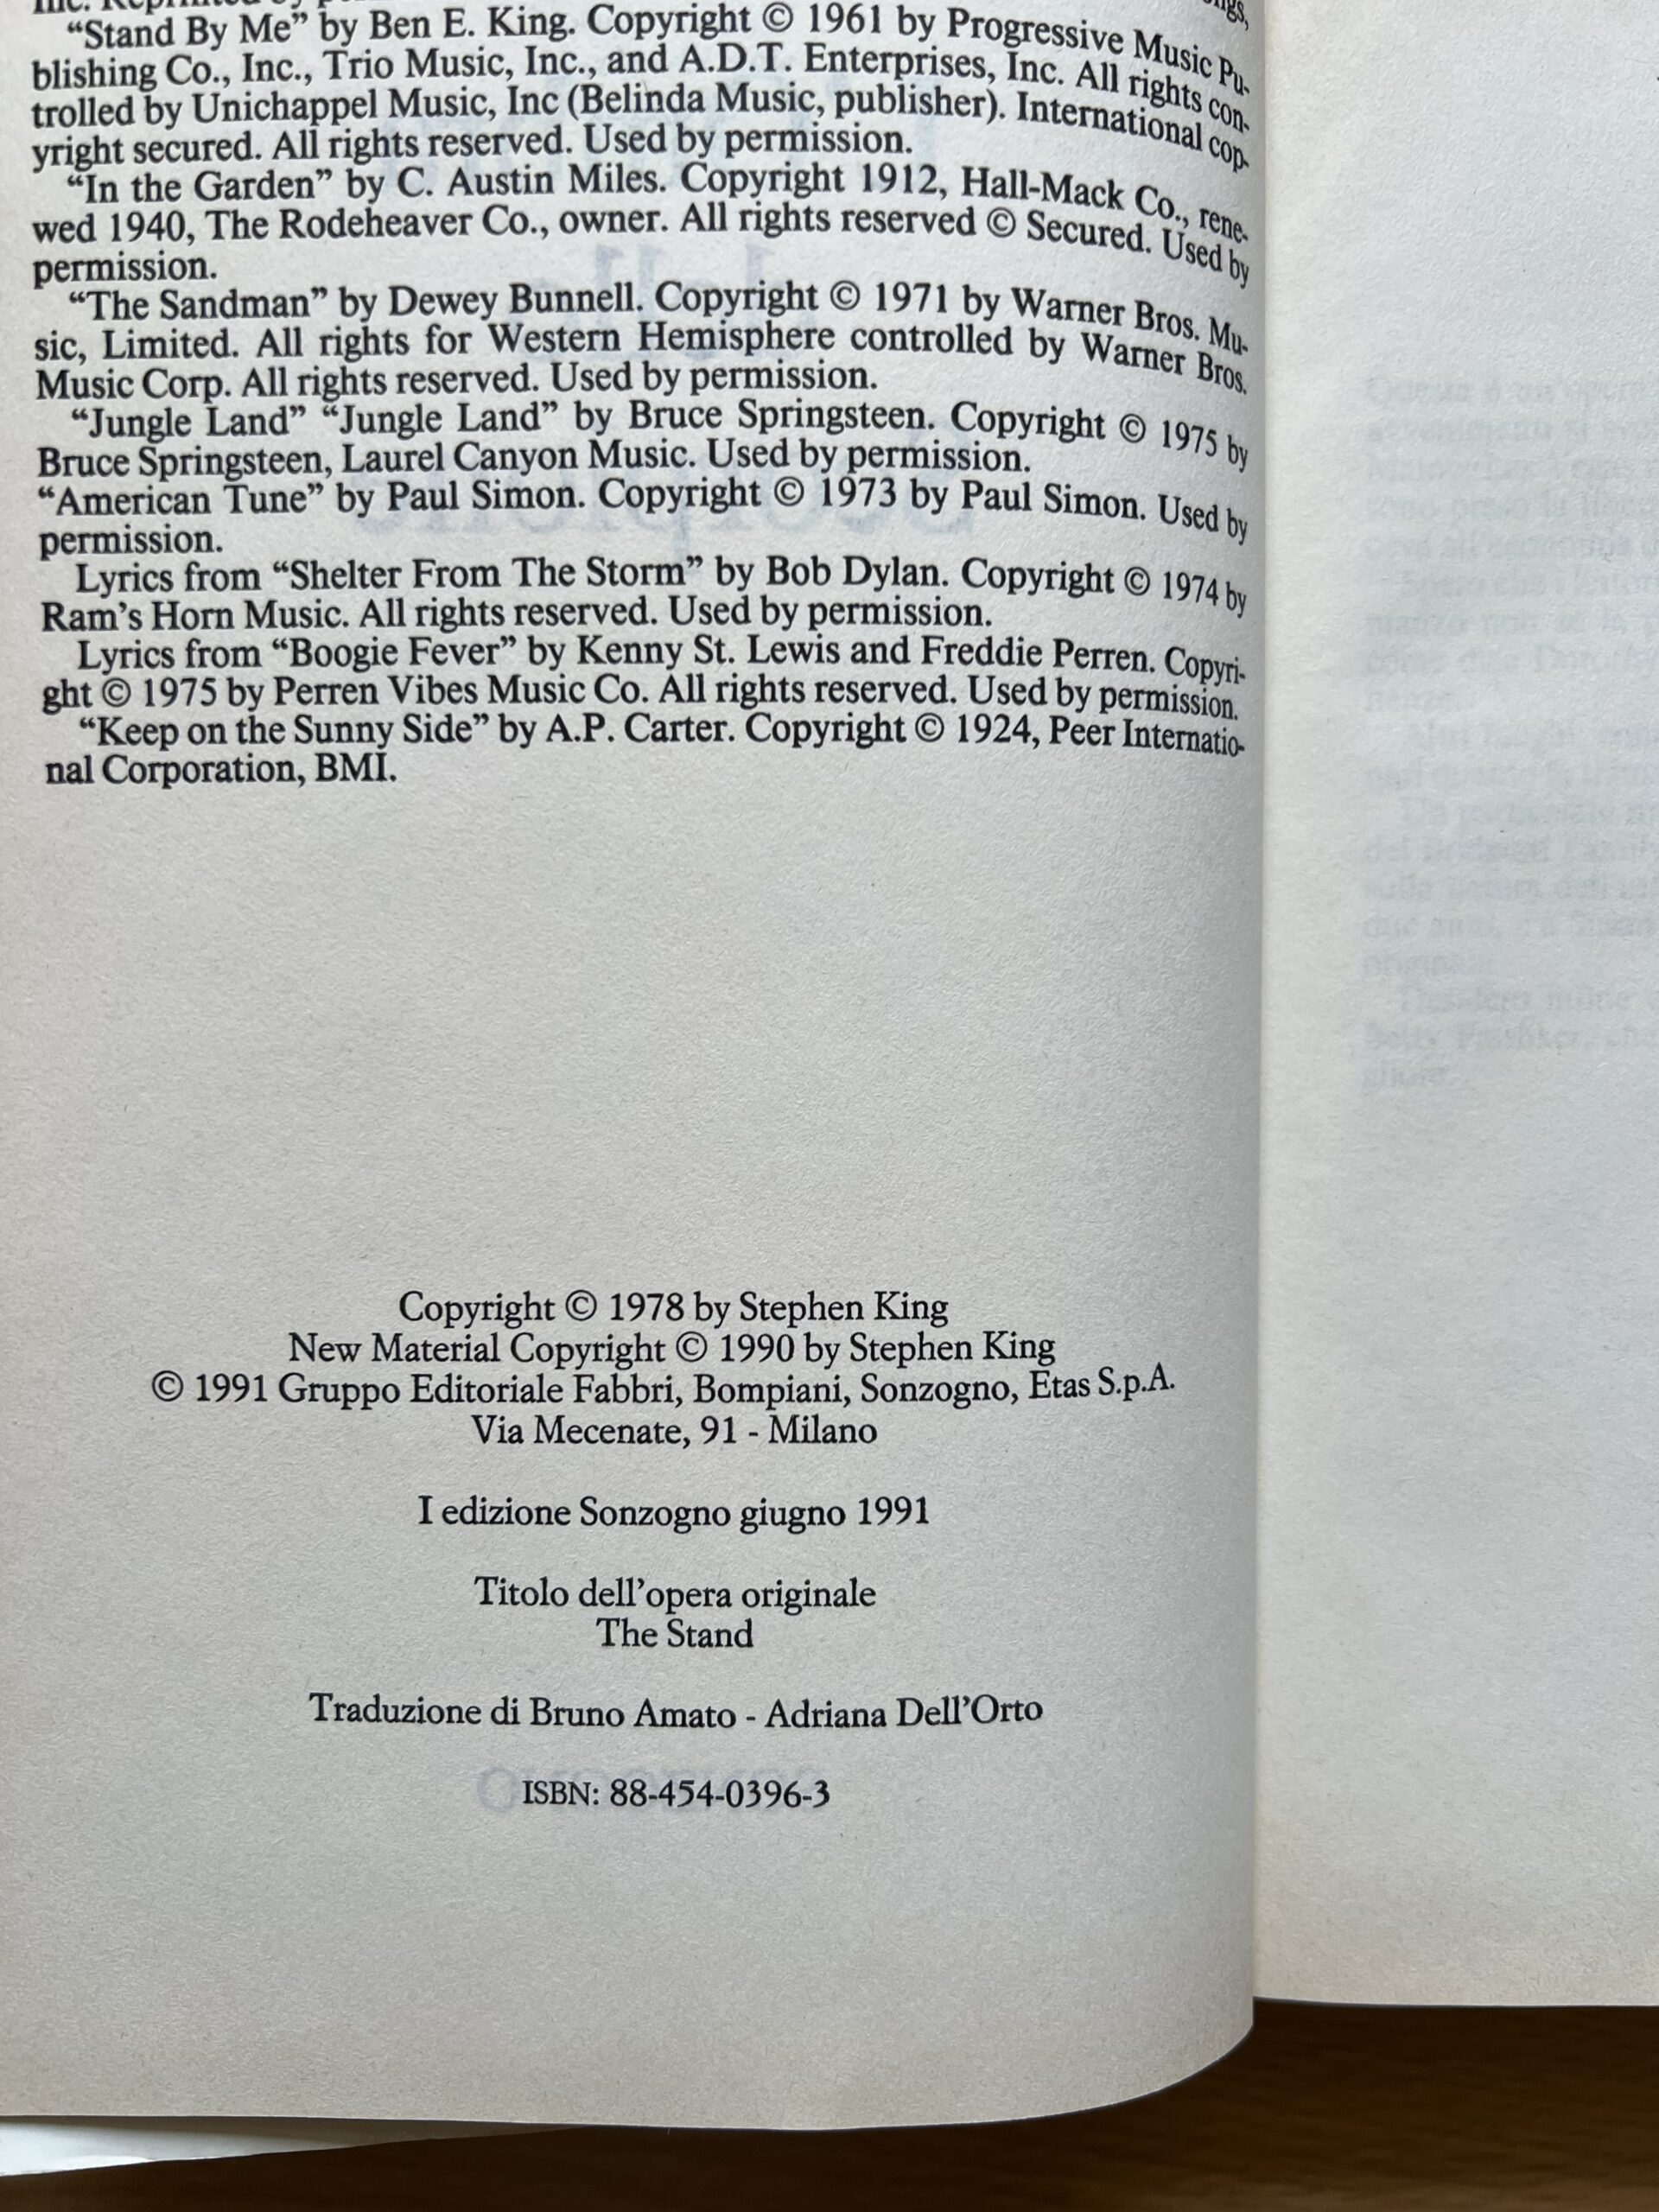 Inc. Reprinted by
“Stand By Me” by Ben E. King. Copyright © 1961 by Progressive Music Pu-
blishing Co., Inc., Trio Music, Inc., and A.D.T. Enterprises, Inc. All rights con-
trolled by Unichappel Music, Inc (Belinda Music, publisher). International cop-
yright secured. All rights reserved. Used by permission.
“In the Garden” by C. Austin Miles. Copyright 1912, Hall-Mack Co., rene-
wed 1940, The Rodeheaver Co., owner. All rights reserved © Secured. Used by
permission.
“The Sandman” by Dewey Bunnell. Copyright © 1971 by Warner Bros. Mu-
sic, Limited. All rights for Western Hemisphere controlled by Warner Bros.
Music Corp. All rights reserved. Used by permission.
“Jungle Land” “Jungle Land” by Bruce Springsteen. Copyright © 1975 by
Bruce Springsteen, Laurel Canyon Music. Used by permission.
“American Tune” by Paul Simon. Copyright © 1973 by Paul Simon. Used by
permission.
Lyrics from “Shelter From The Storm” by Bob Dylan. Copyright © 1974 by
Ram’s Horn Music. All rights reserved. Used by permission.
Lyrics from “Boogie Fever” by Kenny St. Lewis and Freddie Perren. Copyri-
ght © 1975 by Perren Vibes Music Co. All rights reserved. Used by permission.
“Keep on the Sunny Side” by A.P. Carter. Copyright © 1924, Peer Internatio-
nal Corporation, BMI.
Copyright © 1978 by Stephen King
New Material Copyright © 1990 by Stephen King
© 1991 Gruppo Editoriale Fabbri, Bompiani, Sonzogno, Etas S.p.A.
Via Mecenate, 91 - Milano
I edizione Sonzogno giugno 1991
Titolo dell’opera originale
The Stand
Traduzione di Bruno Amato - Adriana Dell’Orto
ISBN: 88-454-0396-3